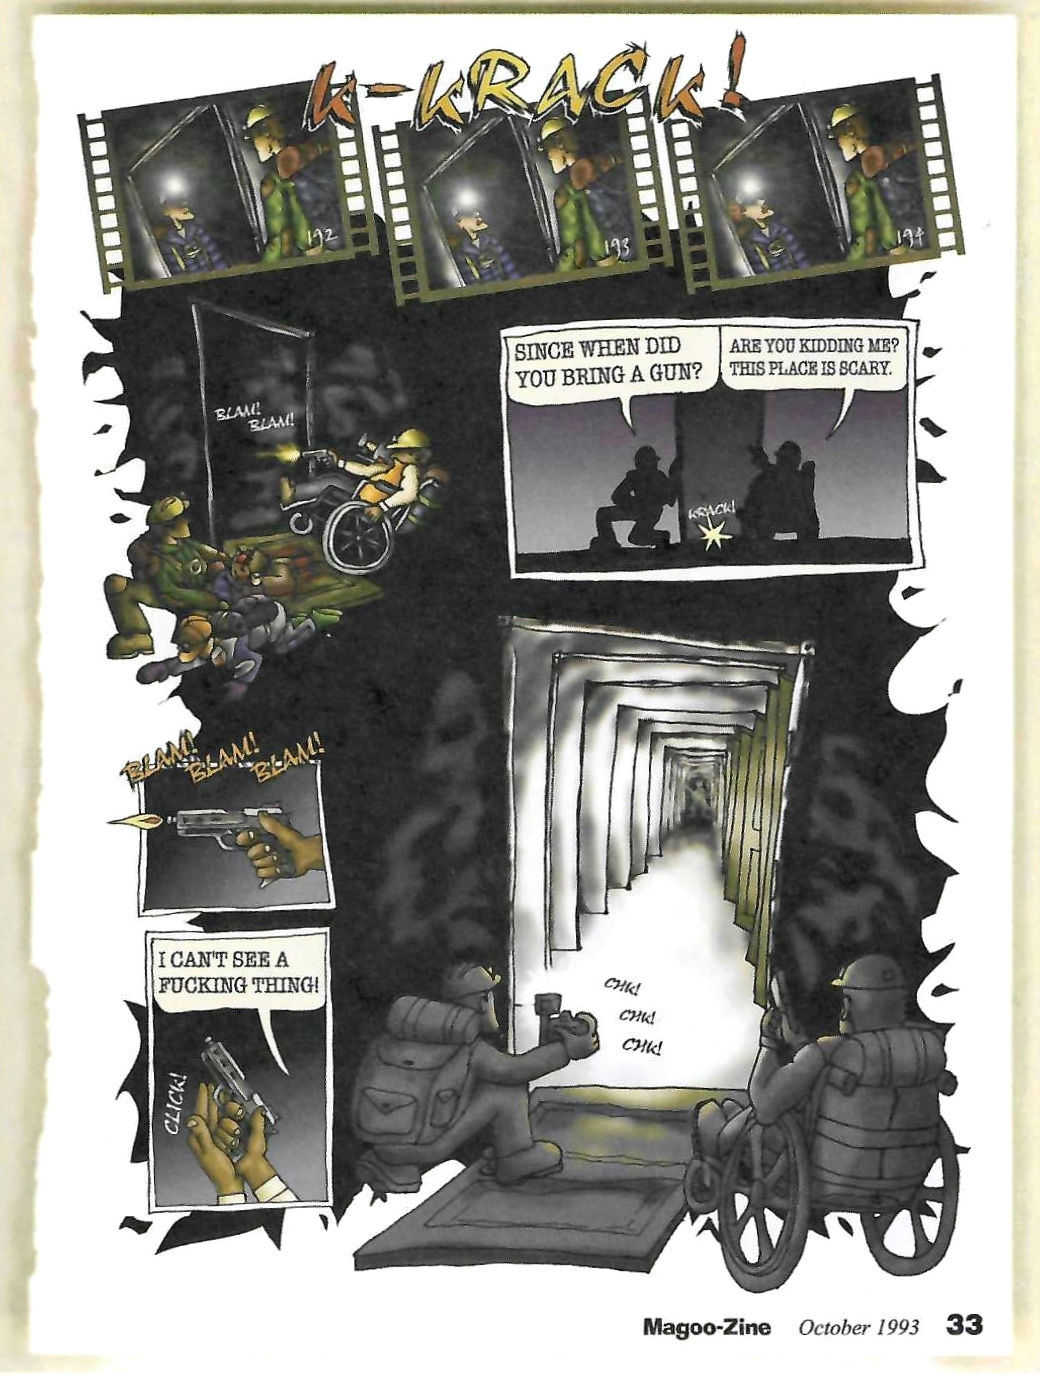 K-KRACK!
192
193
194
SINCE WHEN DID
YOU BRING A GUN?
ARE YOU KIDDING ME?
THIS PLACE IS SCARY.
BLAM!
BLAM!
KRACK!
BLAM! BLAM! BLAM!
I CAN'T SEE A
FUCKING THING!
CLICK!
CHK!
CHK!
CHK!
Magoo-Zine October 1993 33